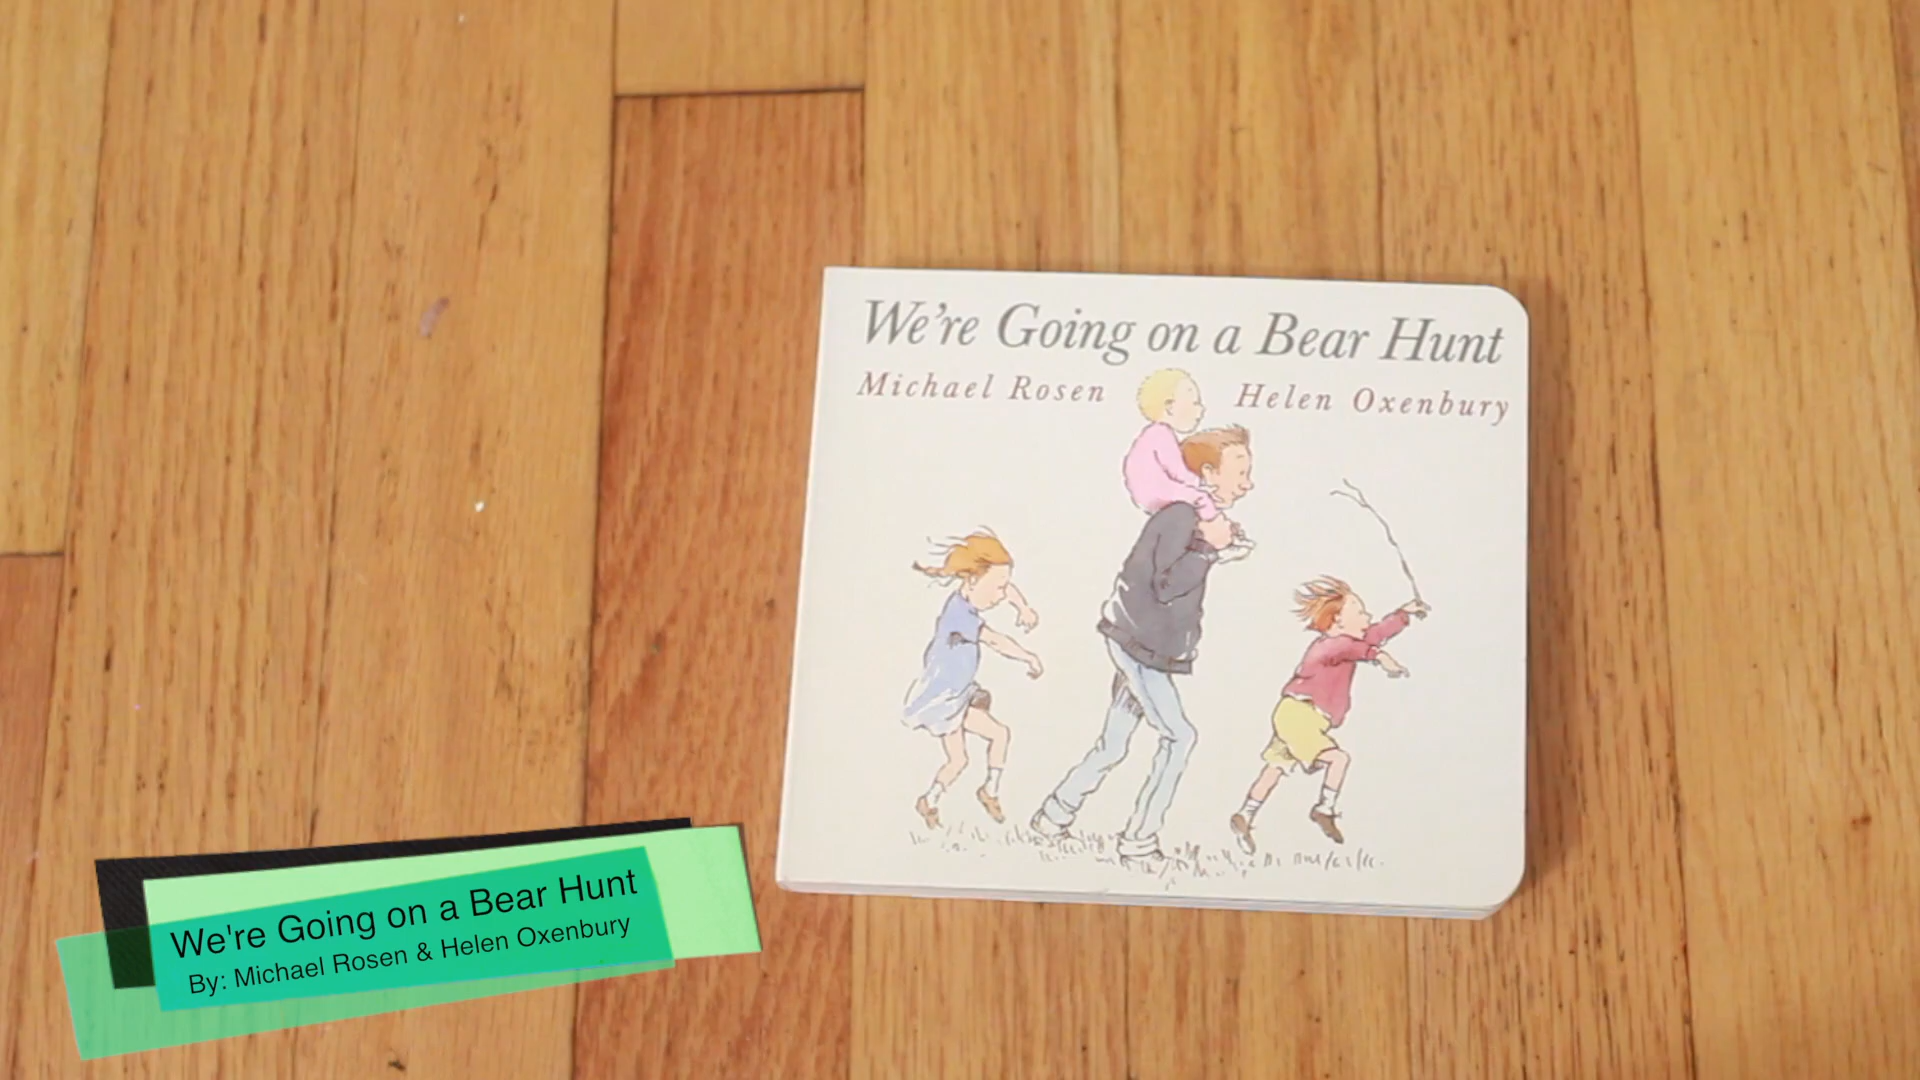 We're Going on a Bear Hunt
Michael Rosen Helen Oxenbury
We're Going on a Bear Hunt
By: Michael Rosen & Helen Oxenbury